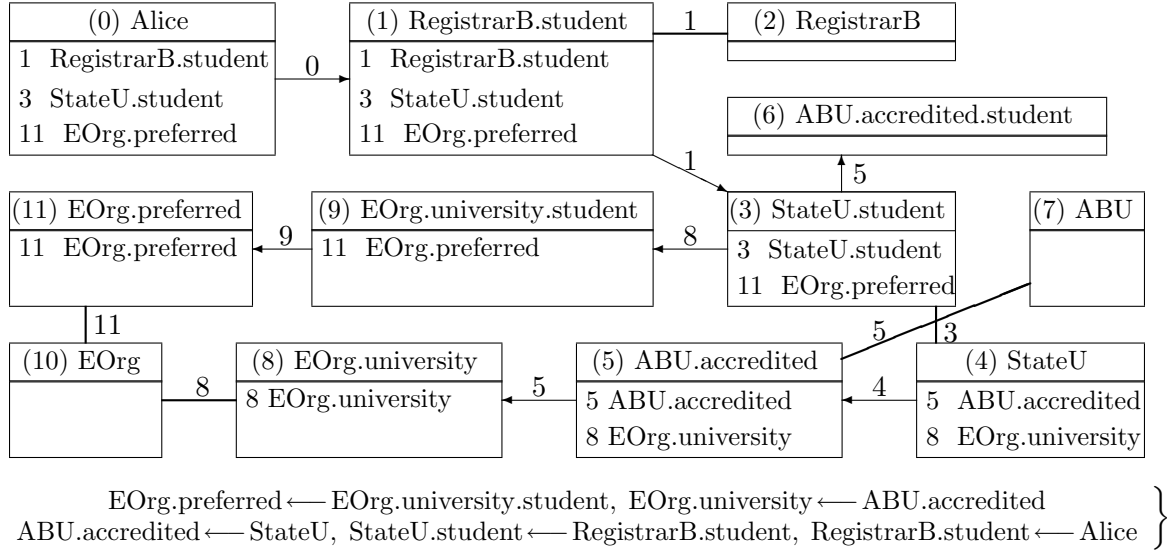 (0) Alice
1 RegistrarB.student
3 StateU.student
11 EOrg.preferred
0
(1) RegistrarB.student
1 RegistrarB.student
3 StateU.student
11 EOrg.preferred
1
(2) RegistrarB
1
(6) ABU.accredited.student
5
(11) EOrg.preferred
11 EOrg.preferred
9
(9) EOrg.university.student
11 EOrg.preferred
8
(3) StateU.student
3 StateU.student
11 EOrg.preferred
(7) ABU
11
5
3
(10) EOrg
8
(8) EOrg.university
8 EOrg.university
5
(5) ABU.accredited
5 ABU.accredited
8 EOrg.university
4
(4) StateU
5 ABU.accredited
8 EOrg.university
EOrg.preferred ⟵ EOrg.university.student, EOrg.university ⟵ ABU.accredited
ABU.accredited ⟵ StateU, StateU.student ⟵ RegistrarB.student, RegistrarB.student ⟵ Alice }